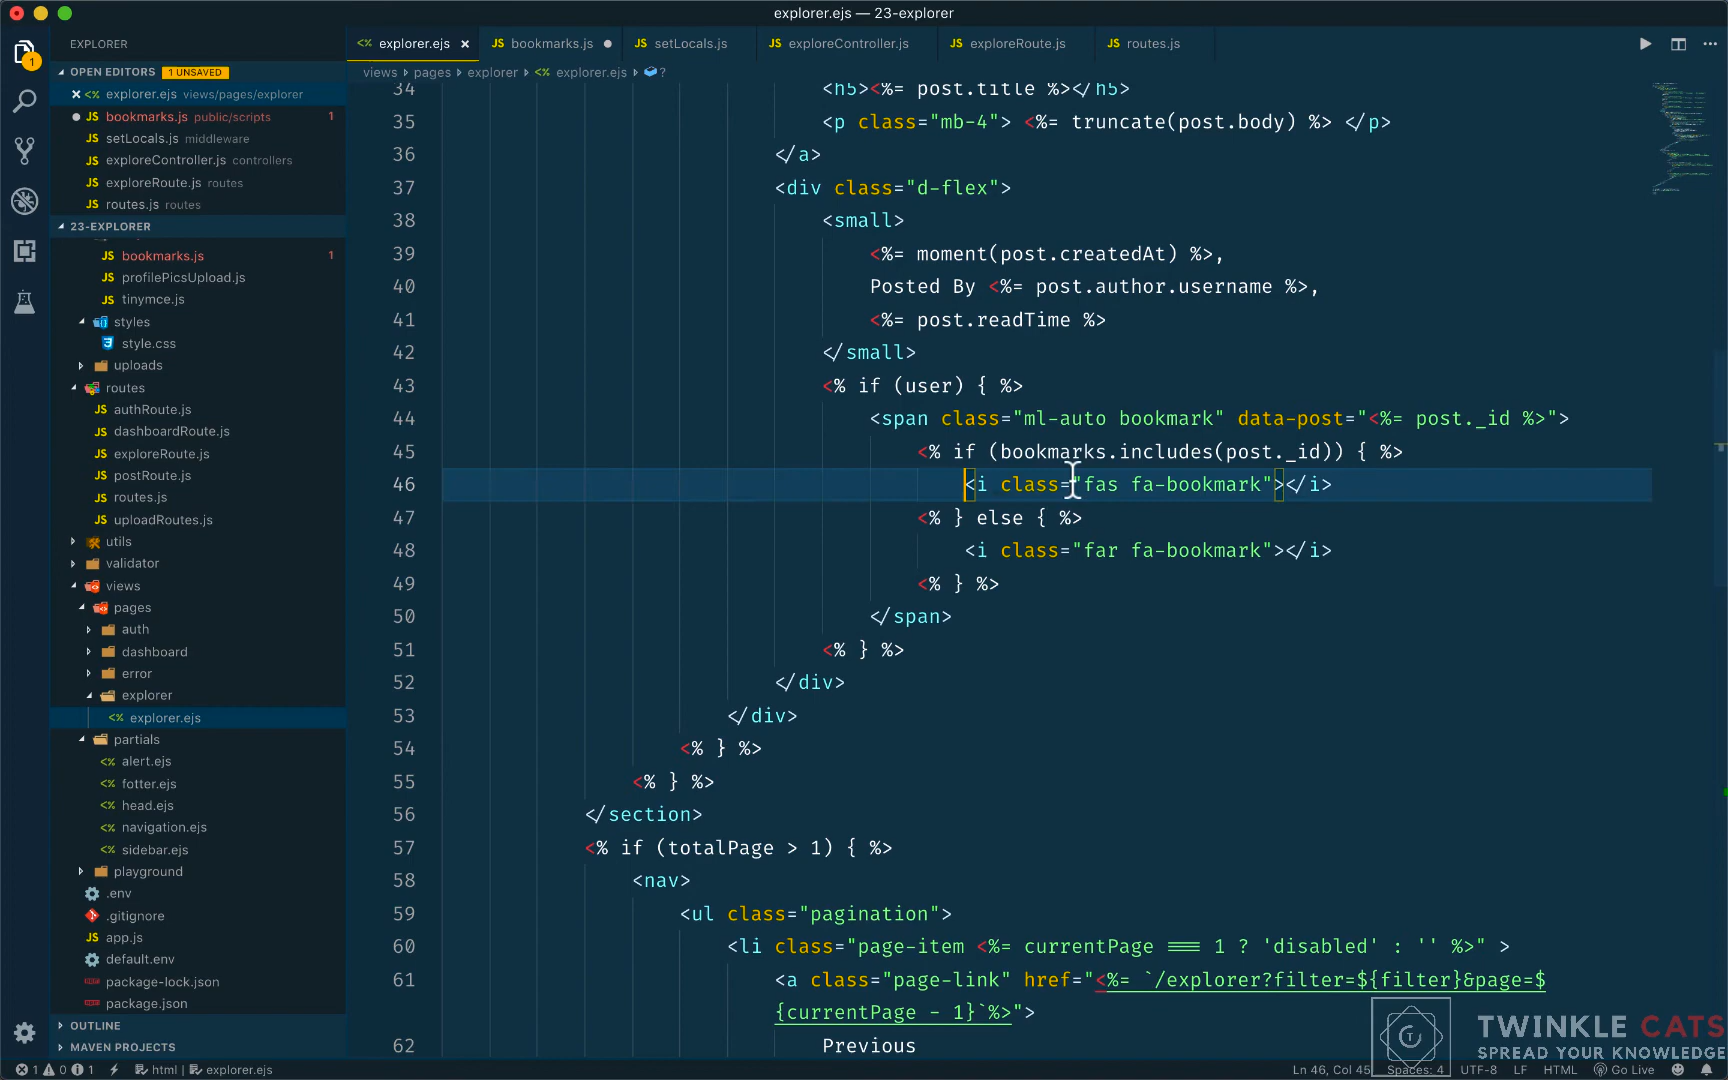 explorer.ejs — 23-explorer
EXPLORER
explorer.ejs
bookmarks.js
setLocals.js
exploreController.js
exploreRoute.js
routes.js
OPEN EDITORS 1 UNSAVED
explorer.ejs views/pages/explorer
bookmarks.js public/scripts 1
setLocals.js middleware
exploreController.js controllers
exploreRoute.js routes
routes.js routes
23-EXPLORER
bookmarks.js 1
profilePicsUpload.js
tinymce.js
styles
style.css
uploads
routes
authRoute.js
dashboardRoute.js
exploreRoute.js
postRoute.js
routes.js
uploadRoutes.js
utils
validator
views
pages
auth
dashboard
error
explorer
explorer.ejs
partials
alert.ejs
fotter.ejs
head.ejs
navigation.ejs
sidebar.ejs
playground
.env
.gitignore
app.js
default.env
package-lock.json
package.json
OUTLINE
MAVEN PROJECTS
views pages explorer explorer.ejs ?
34 <h5><%= post.title %></h5>
35 <p class="mb-4"> <%= truncate(post.body) %> </p>
36 </a>
37 <div class="d-flex">
38 <small>
39 <%= moment(post.createdAt) %>,
40 Posted By <%= post.author.username %>,
41 <%= post.readTime %>
42 </small>
43 <% if (user) { %>
44 <span class="ml-auto bookmark" data-post="<%= post._id %>">
45 <% if (bookmarks.includes(post._id)) { %>
46 <i class="fas fa-bookmark"></i>
47 <% } else { %>
48 <i class="far fa-bookmark"></i>
49 <% } %>
50 </span>
51 <% } %>
52 </div>
53 </div>
54 <% } %>
55 <% } %>
56 </section>
57 <% if (totalPage > 1) { %>
58 <nav>
59 <ul class="pagination">
60 <li class="page-item <%= currentPage === 1 ? 'disabled' : '' %>" >
61 <a class="page-link" href="<%= `/explorer?filter=${filter}&page=$
{currentPage - 1}`%>">
62 Previous
TWINKLE CATS
SPREAD YOUR KNOWLEDGE
1 0 1 html explorer.ejs
Ln 46, Col 45 Spaces: 4 UTF-8 LF HTML Go Live